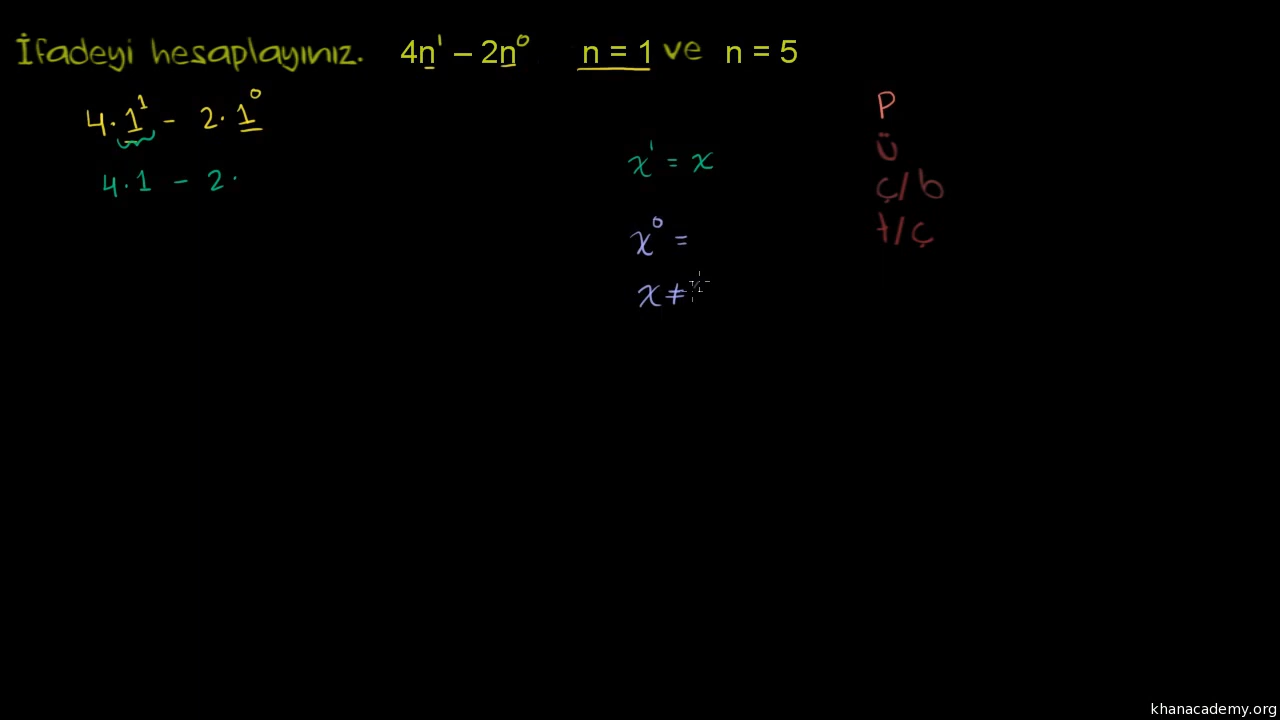 İfadeyi hesaplayınız. 4n¹ – 2n⁰ n = 1 ve n = 5
4·1¹ - 2·1⁰
4·1 - 2·
x¹ = x
x⁰ =
x ≠
P
Ü
ç/b
t/ç
khanacademy.org